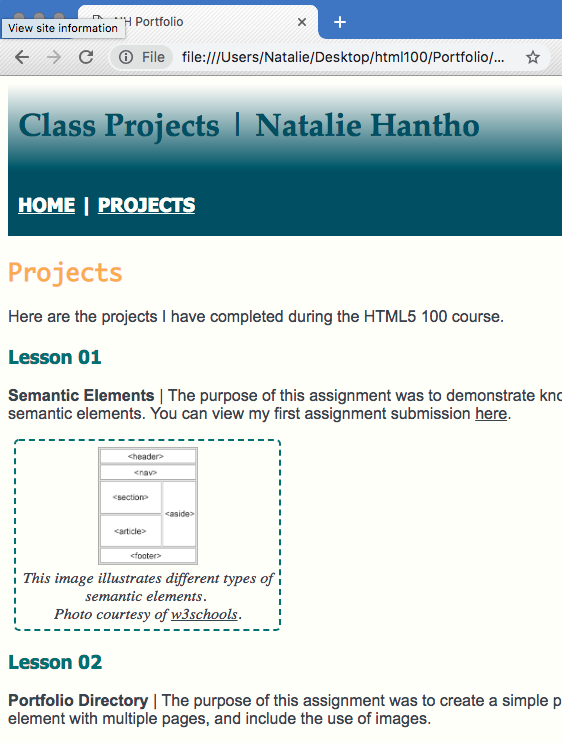 View site information
NH Portfolio
File
file:///Users/Natalie/Desktop/html100/Portfolio/...
Class Projects | Natalie Hantho
HOME | PROJECTS
Projects
Here are the projects I have completed during the HTML5 100 course.
Lesson 01
Semantic Elements | The purpose of this assignment was to demonstrate
semantic elements. You can view my first assignment submission here.
<header>
<nav>
<section>
<aside>
<article>
<footer>
This image illustrates different types of
semantic elements.
Photo courtesy of w3schools.
Lesson 02
Portfolio Directory | The purpose of this assignment was to create a simple
element with multiple pages, and include the use of images.